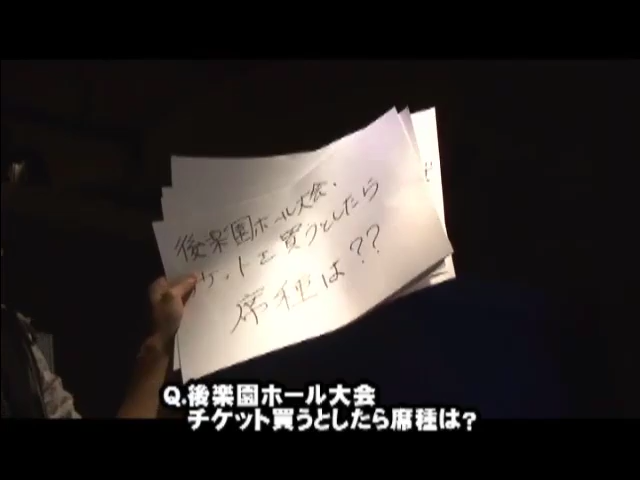 後楽園ホール大会、
チケットを買うとしたら
席種は??
Q.後楽園ホール大会
チケット買うとしたら席種は?